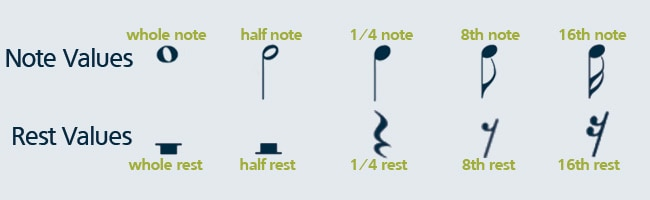 whole note half note 1/4 note 8th note 16th note
Note Values
Rest Values
whole rest half rest 1/4 rest 8th rest 16th rest